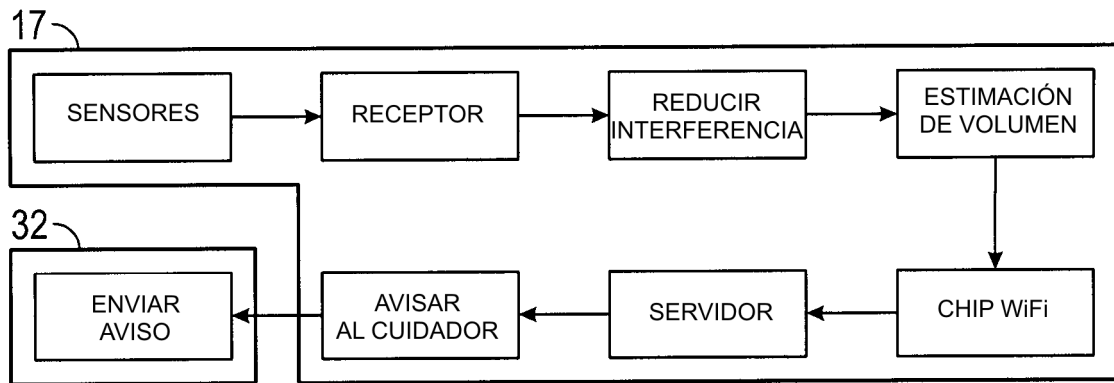 17
SENSORES
RECEPTOR
REDUCIR
INTERFERENCIA
ESTIMACIÓN
DE VOLUMEN
32
ENVIAR
AVISO
AVISAR
AL CUIDADOR
SERVIDOR
CHIP WiFi